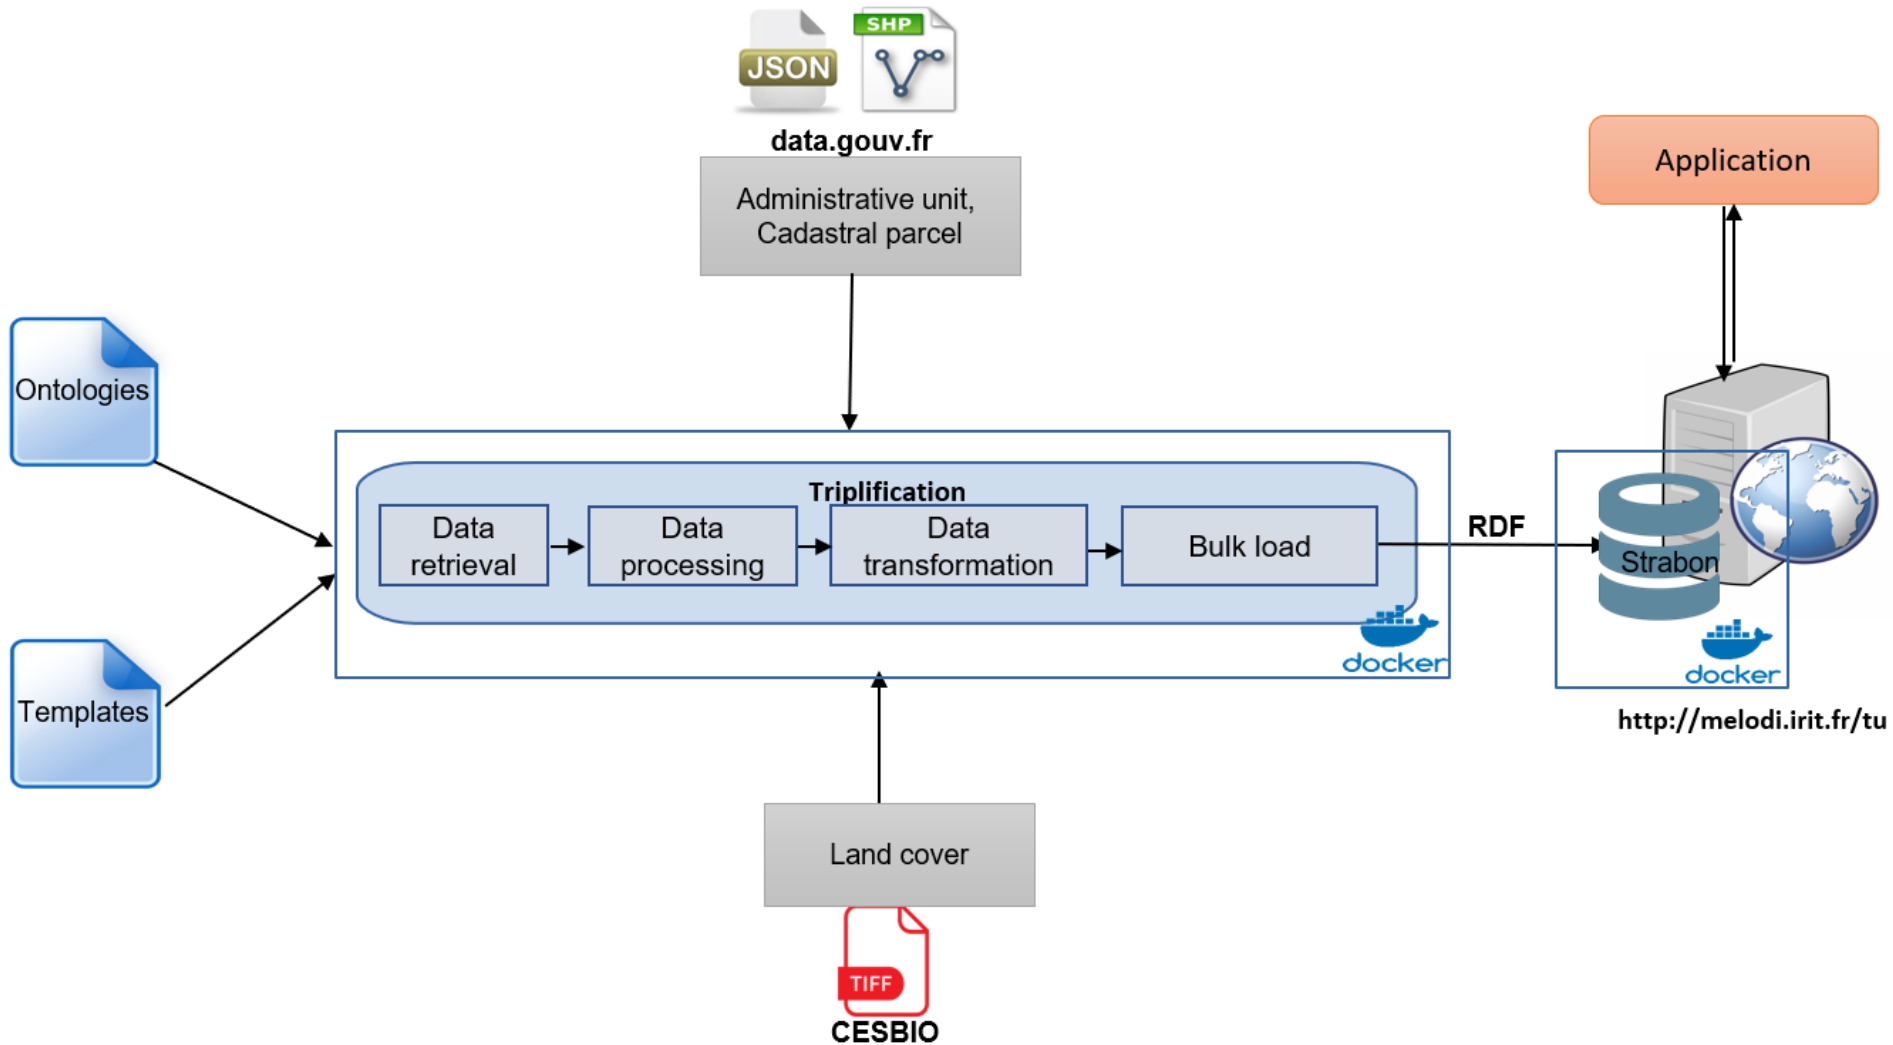 JSON
SHP
data.gouv.fr
Administrative unit,
Cadastral parcel
Application
Ontologies
Templates
Triplification
Data
retrieval
Data
processing
Data
transformation
Bulk load
docker
RDF
Strabon
docker
http://melodi.irit.fr/tu
Land cover
TIFF
CESBIO